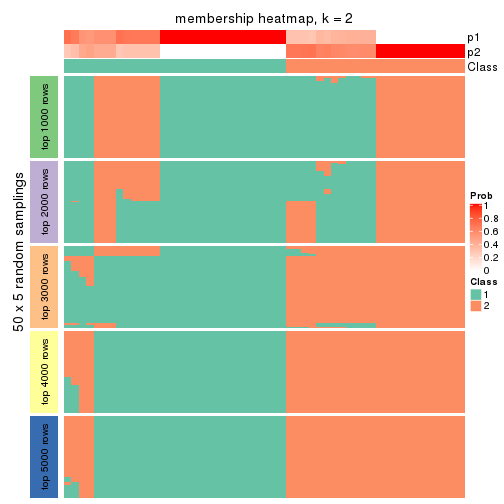 membership heatmap, k = 2
p1
p2
Class
50 x 5 random samplings
top 1000 rows
top 2000 rows
top 3000 rows
top 4000 rows
top 5000 rows
Prob
1
0.8
0.6
0.4
0.2
0
Class
1
2